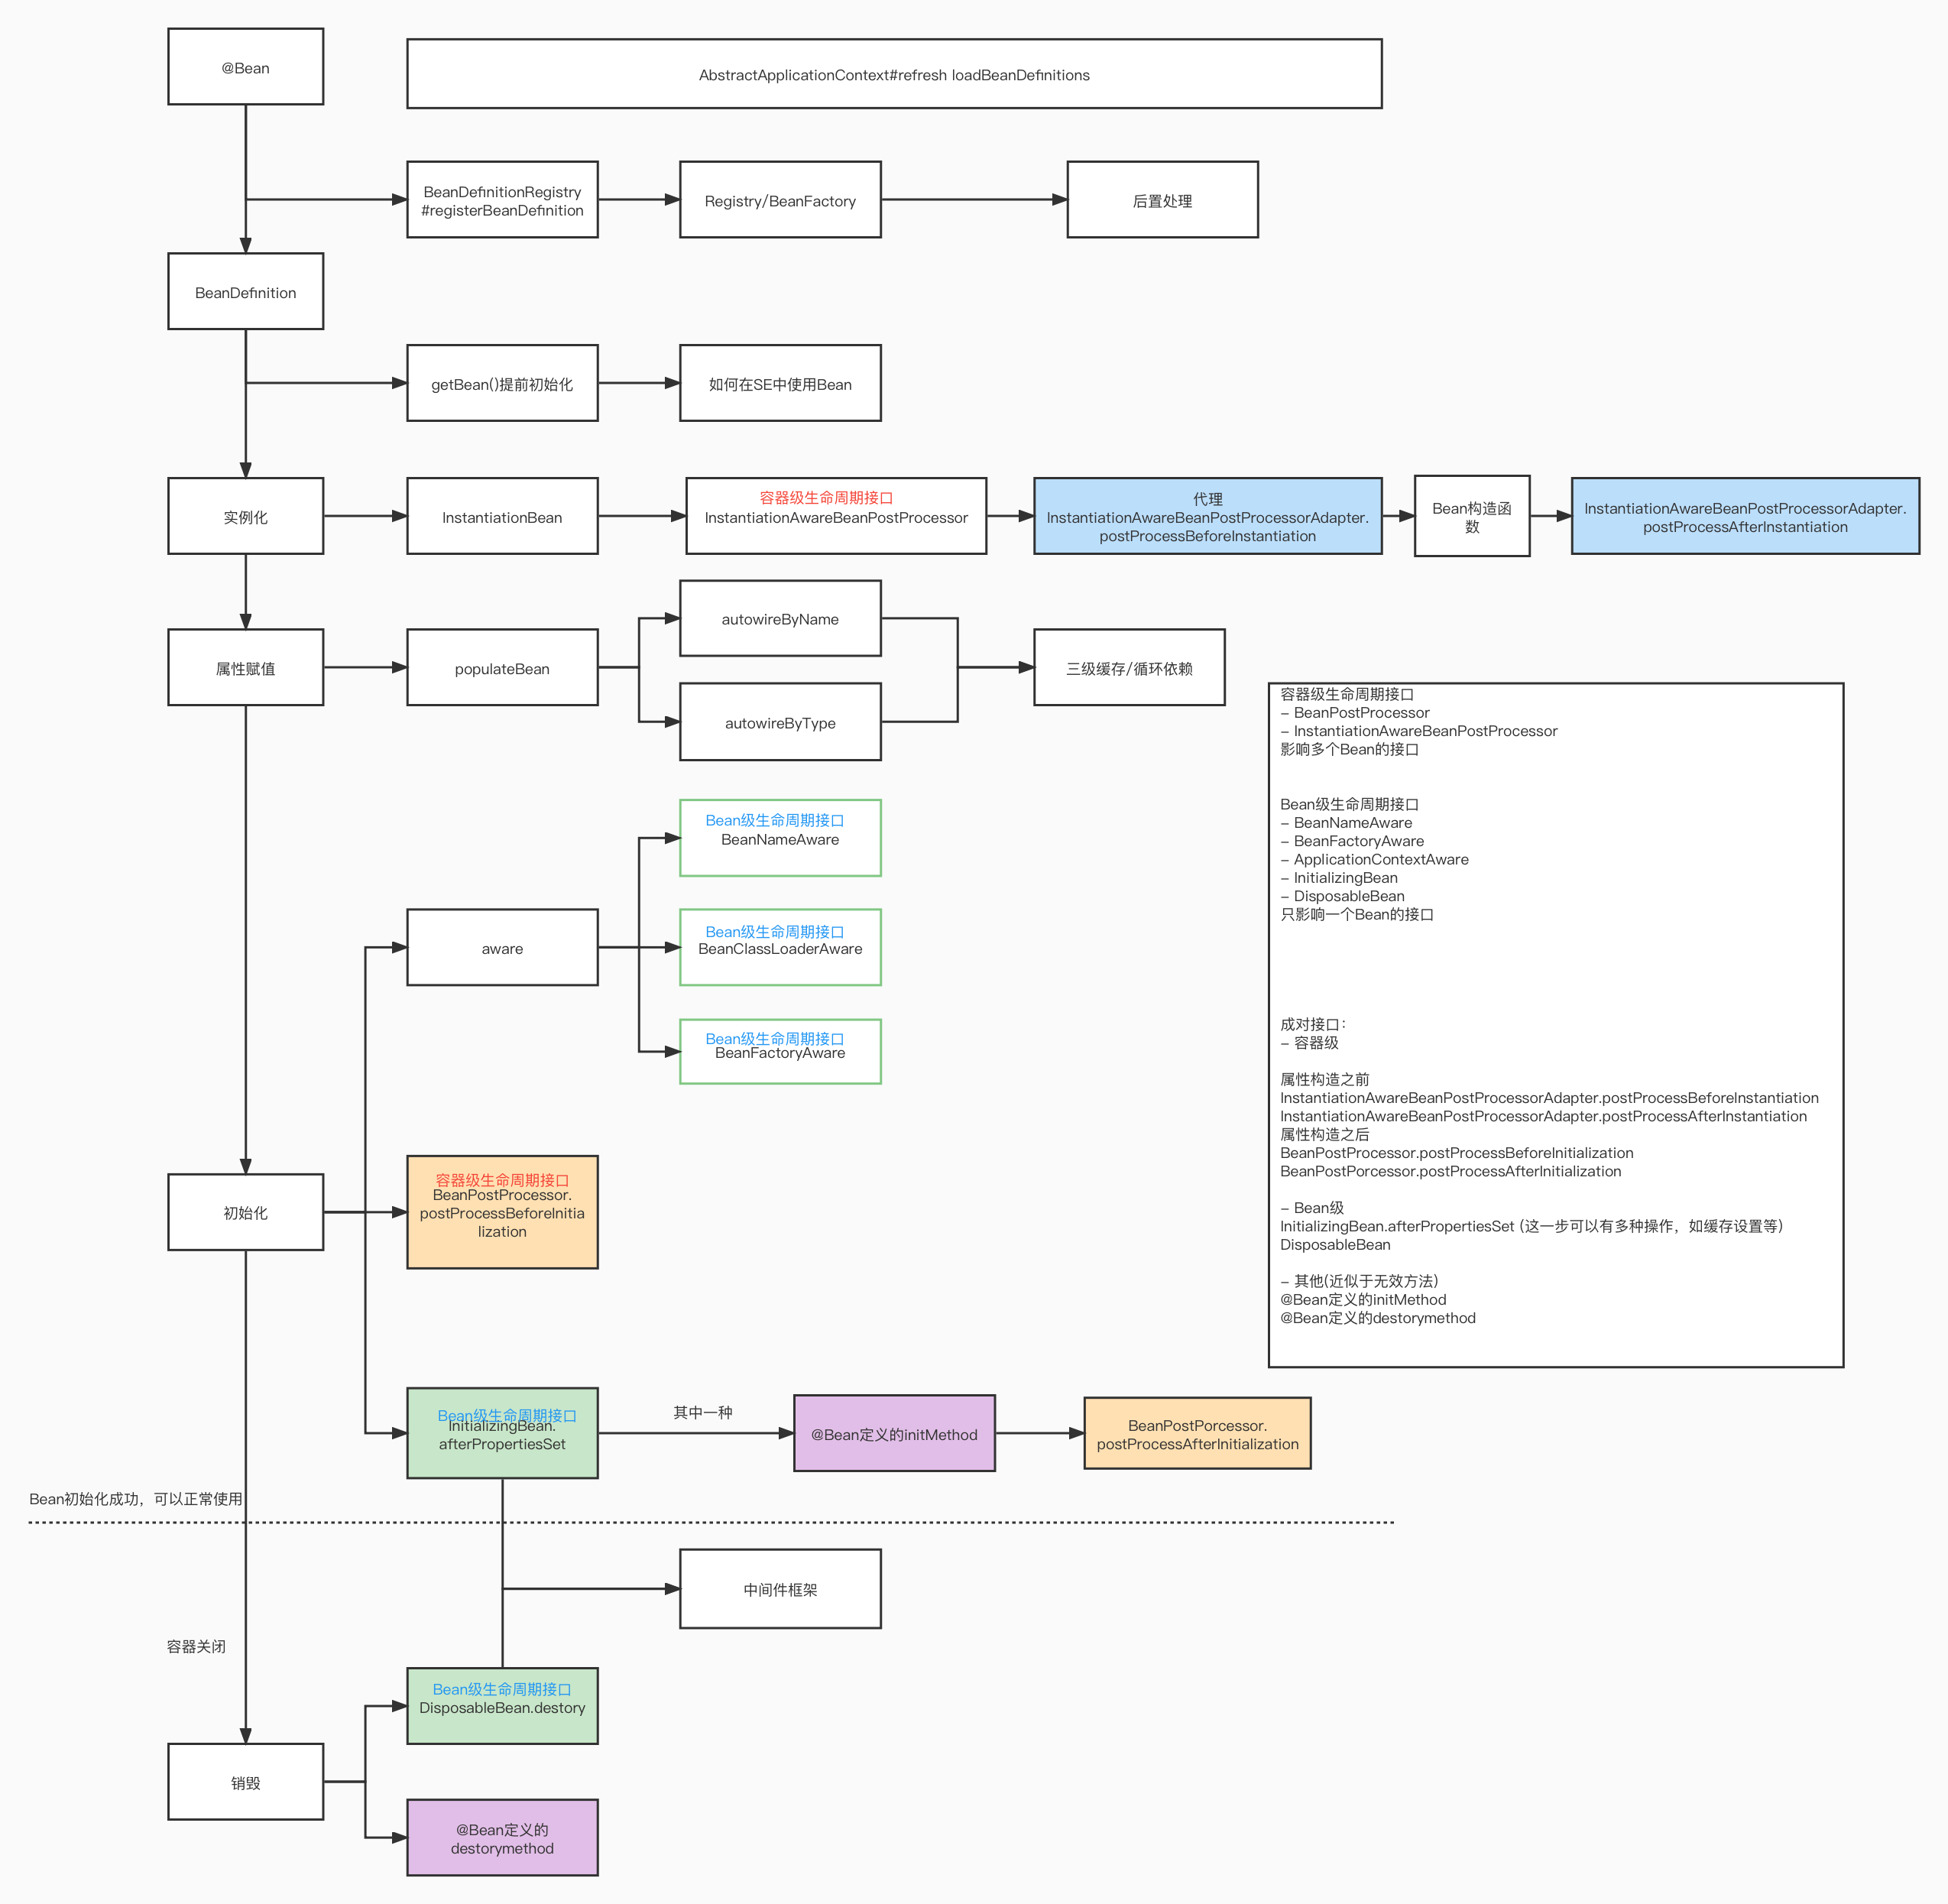 @Bean
AbstractApplicationContext#refresh loadBeanDefinitions
BeanDefinitionRegistry
#registerBeanDefinition
Registry/BeanFactory
后置处理
BeanDefinition
getBean()提前初始化
如何在SE中使用Bean
实例化
InstantiationBean
容器级生命周期接口
InstantiationAwareBeanPostProcessor
代理
InstantiationAwareBeanPostProcessorAdapter.
postProcessBeforeInstantiation
Bean构造函
数
InstantiationAwareBeanPostProcessorAdapter.
postProcessAfterInstantiation
属性赋值
populateBean
autowireByName
autowireByType
三级缓存/循环依赖
容器级生命周期接口
- BeanPostProcessor
- InstantiationAwareBeanPostProcessor
影响多个Bean的接口
Bean级生命周期接口
- BeanNameAware
- BeanFactoryAware
- ApplicationContextAware
- InitializingBean
- DisposableBean
只影响一个Bean的接口
成对接口：
- 容器级
属性构造之前
InstantiationAwareBeanPostProcessorAdapter.postProcessBeforeInstantiation
InstantiationAwareBeanPostProcessorAdapter.postProcessAfterInstantiation
属性构造之后
BeanPostProcessor.postProcessBeforeInitialization
BeanPostPorcessor.postProcessAfterInitialization
- Bean级
InitializingBean.afterPropertiesSet (这一步可以有多种操作，如缓存设置等)
DisposableBean
- 其他(近似于无效方法)
@Bean定义的initMethod
@Bean定义的destorymethod
Bean级生命周期接口
BeanNameAware
aware
Bean级生命周期接口
BeanClassLoaderAware
Bean级生命周期接口
BeanFactoryAware
初始化
容器级生命周期接口
BeanPostProcessor.
postProcessBeforeInitia
lization
Bean级生命周期接口
InitializingBean.
afterPropertiesSet
其中一种
@Bean定义的initMethod
BeanPostPorcessor.
postProcessAfterInitialization
Bean初始化成功，可以正常使用
中间件框架
容器关闭
Bean级生命周期接口
DisposableBean.destory
销毁
@Bean定义的
destorymethod